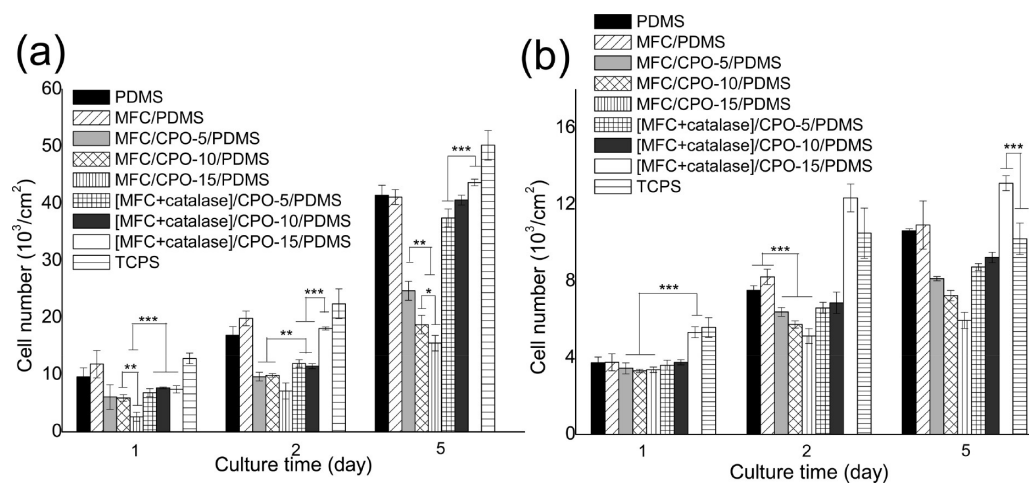 (a)
60
50
40
30
20
10
0
Cell number (10³/cm²)
PDMS
MFC/PDMS
MFC/CPO-5/PDMS
MFC/CPO-10/PDMS
MFC/CPO-15/PDMS
[MFC+catalase]/CPO-5/PDMS
[MFC+catalase]/CPO-10/PDMS
[MFC+catalase]/CPO-15/PDMS
TCPS
***
**
***
**
***
**
*
1
2
5
Culture time (day)
(b)
16
12
8
4
0
Cell number (10³/cm²)
PDMS
MFC/PDMS
MFC/CPO-5/PDMS
MFC/CPO-10/PDMS
MFC/CPO-15/PDMS
[MFC+catalase]/CPO-5/PDMS
[MFC+catalase]/CPO-10/PDMS
[MFC+catalase]/CPO-15/PDMS
TCPS
***
***
***
1
2
5
Culture time (day)